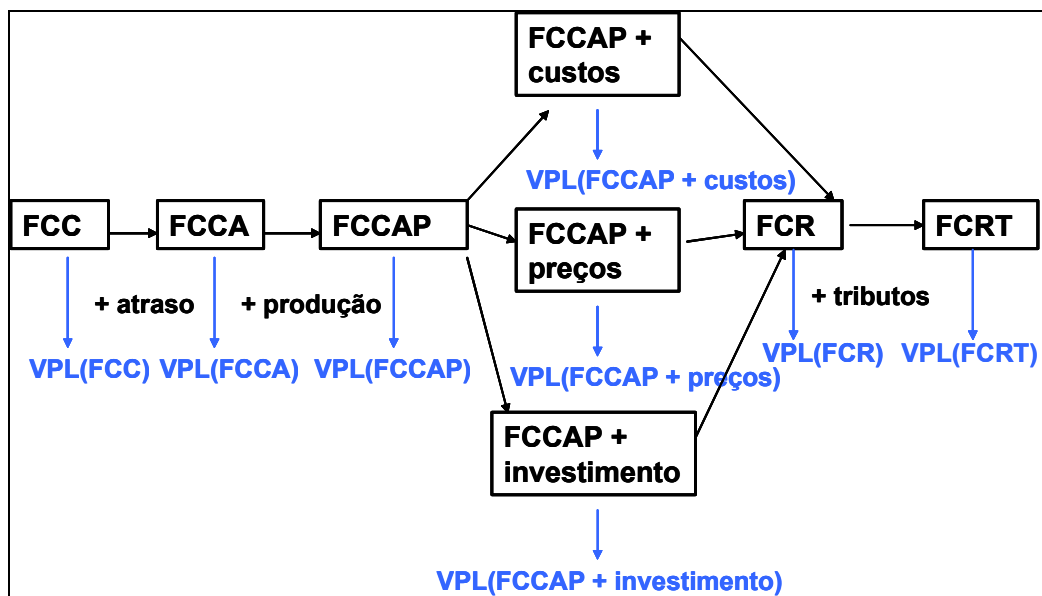 FCCAP +
custos
VPL(FCCAP + custos)
FCC
FCCA
FCCAP
FCCAP +
preços
FCR
FCRT
+ atraso
+ produção
+ tributos
VPL(FCC)
VPL(FCCA)
VPL(FCCAP)
VPL(FCCAP + preços)
VPL(FCR)
VPL(FCRT)
FCCAP +
investimento
VPL(FCCAP + investimento)